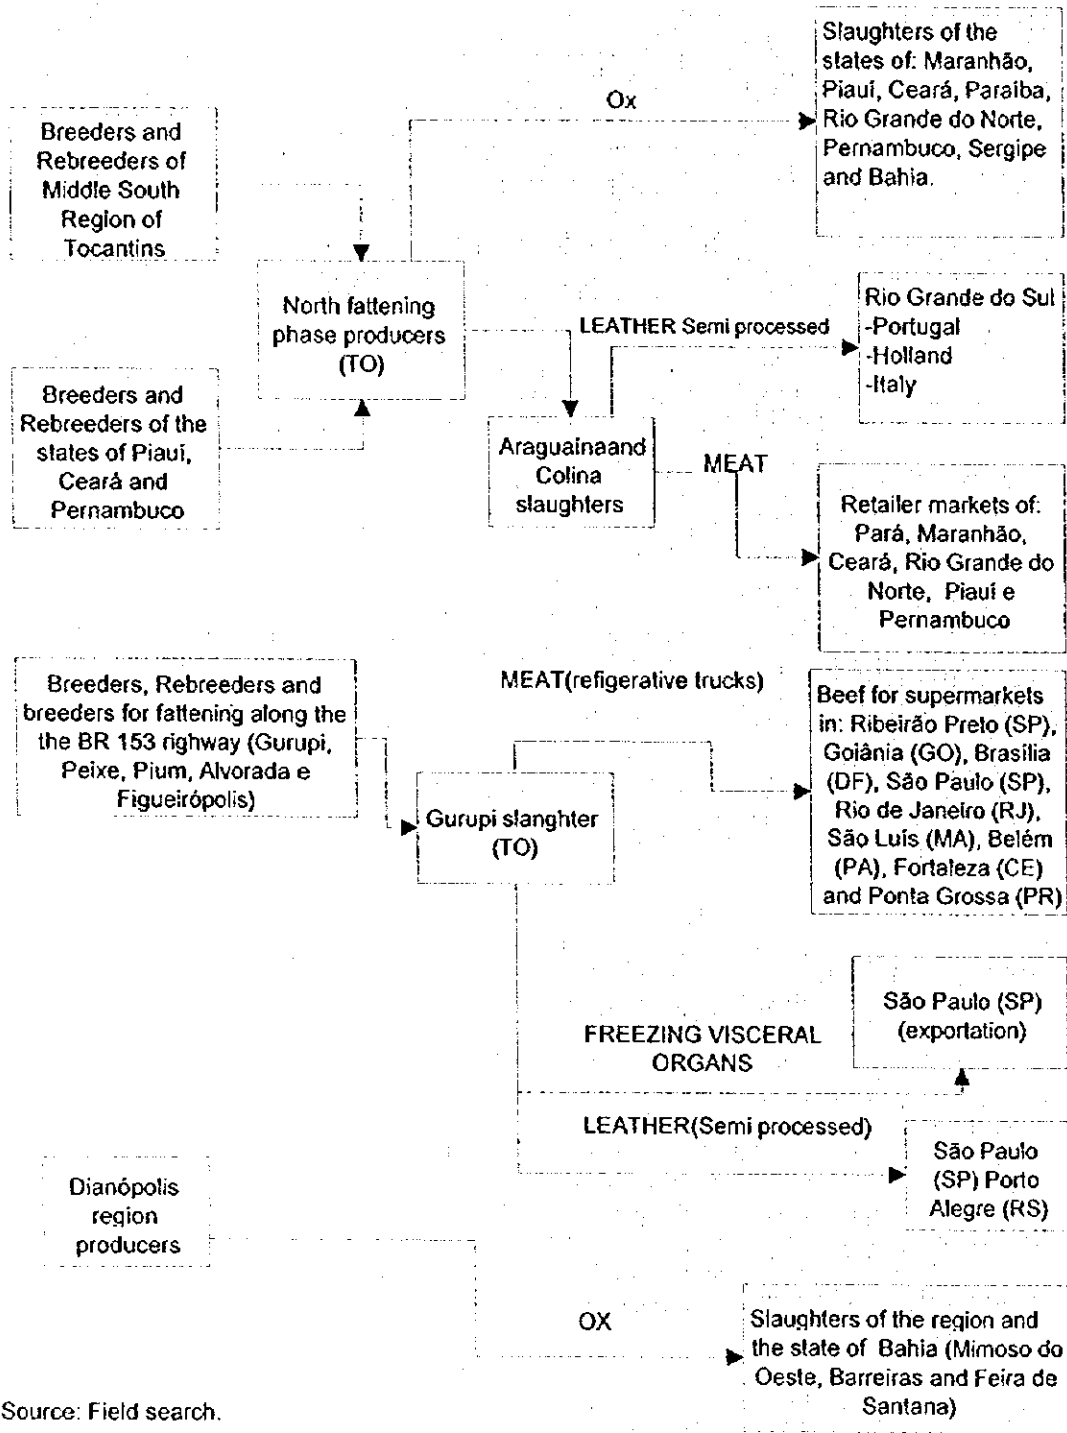 Slaughters of the
states of: Maranhão,
Piauí, Ceará, Paraíba,
Rio Grande do Norte,
Pernambuco, Sergipe
and Bahia.
Ox
Breeders and
Rebreeders of
Middle South
Region of
Tocantins
North fattening
phase producers
(TO)
LEATHER Semi processed
Rio Grande do Sul
-Portugal
-Holland
-Italy
Breeders and
Rebreeders of the
states of Piauí,
Ceará and
Pernambuco
Araguaínaand
Colina
slaughters
MEAT
Retailer markets of:
Pará, Maranhão,
Ceará, Rio Grande do
Norte, Piauí e
Pernambuco
Breeders, Rebreeders and
breeders for fattening along the
the BR 153 righway (Gurupi,
Peixe, Pium, Alvorada e
Figueirópolis)
MEAT(refigerative trucks)
Beef for supermarkets
in: Ribeirão Preto (SP),
Goiânia (GO), Brasília
(DF), São Paulo (SP),
Rio de Janeiro (RJ),
São Luís (MA), Belém
(PA), Fortaleza (CE)
and Ponta Grossa (PR)
Gurupi slanghter
(TO)
São Paulo (SP)
(exportation)
FREEZING VISCERAL
ORGANS
LEATHER(Semi processed)
São Paulo
(SP) Porto
Alegre (RS)
Dianópolis
region
producers
OX
Slaughters of the region and
the state of Bahia (Mimoso do
Oeste, Barreiras and Feira de
Santana)
Source: Field search.